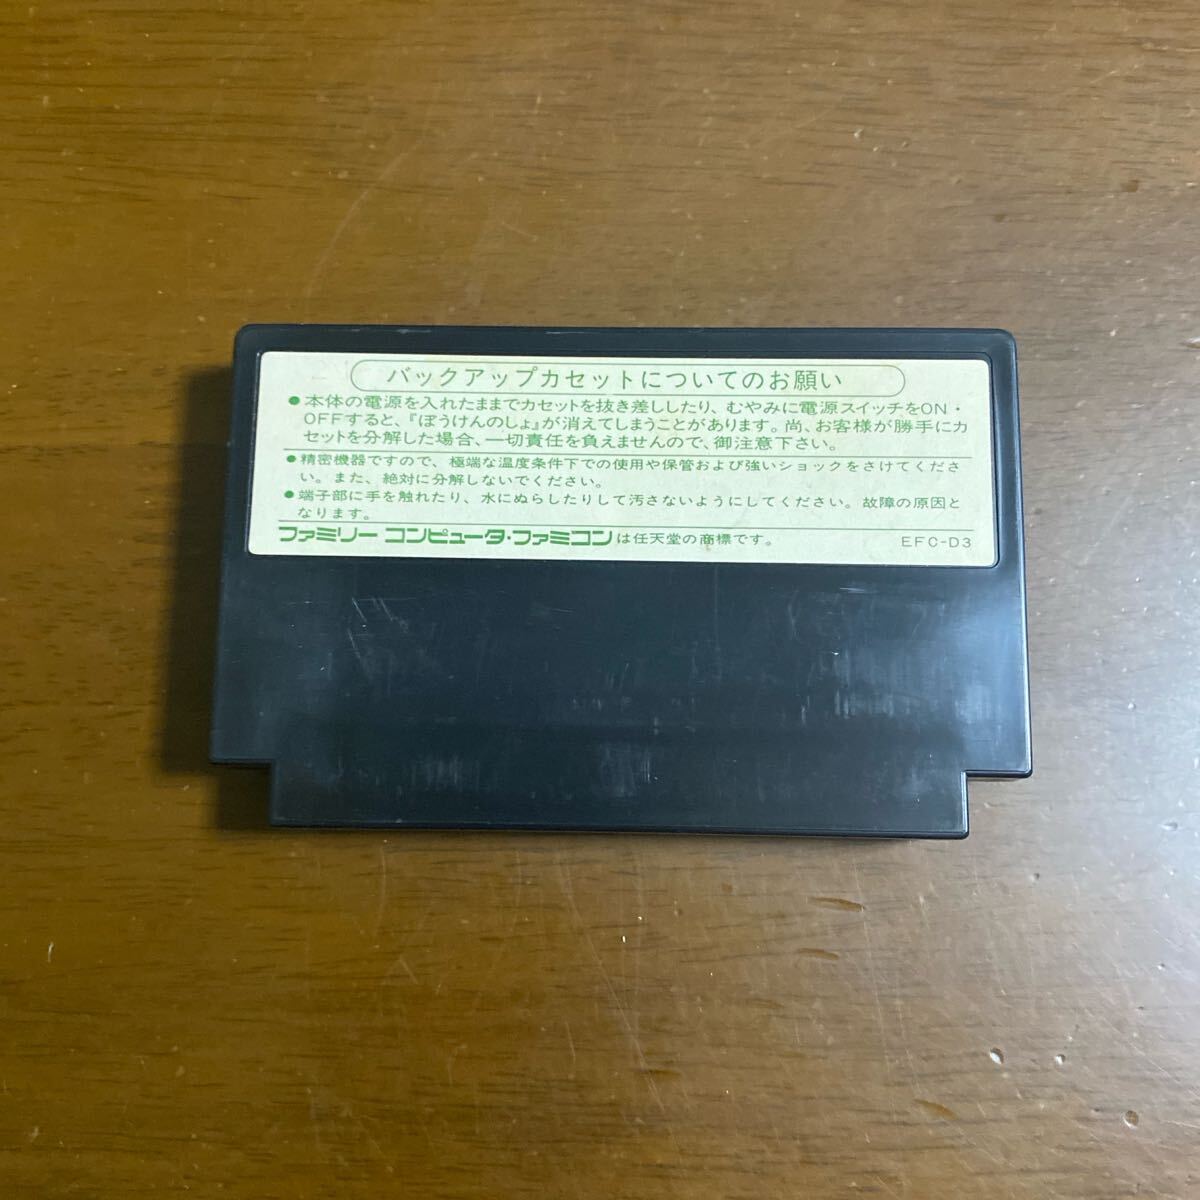 バックアップカセットについてのお願い
●本体の電源を入れたままでカセットを抜き差ししたり、むやみに電源スイッチをON・
OFFすると、『ぼうけんのしょ』が消えてしまうことがあります。尚、お客様が勝手にカ
セットを分解した場合、一切責任を負えませんので、御注意下さい。
●精密機器ですので、極端な温度条件下での使用や保管および強いショックをさけてくださ
い。また、絶対に分解しないでください。
●端子部に手を触れたり、水にぬらしたりして汚さないようにしてください。故障の原因と
なります。
ファミリーコンピュータ・ファミコンは任天堂の商標です。 EFC-D3